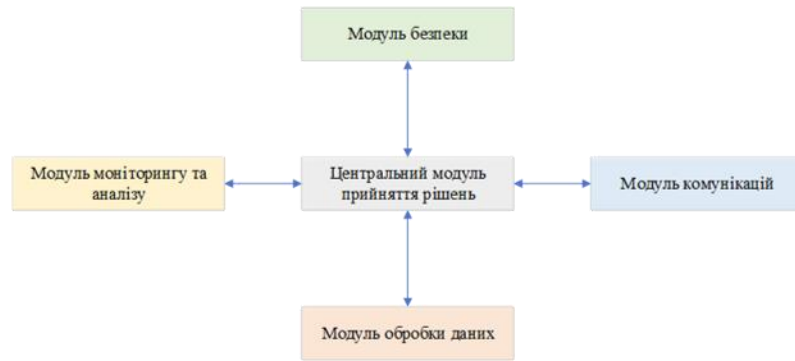 Модуль безпеки
Модуль моніторингу та
аналізу
Центральний модуль
прийняття рішень
Модуль комунікацій
Модуль обробки даних